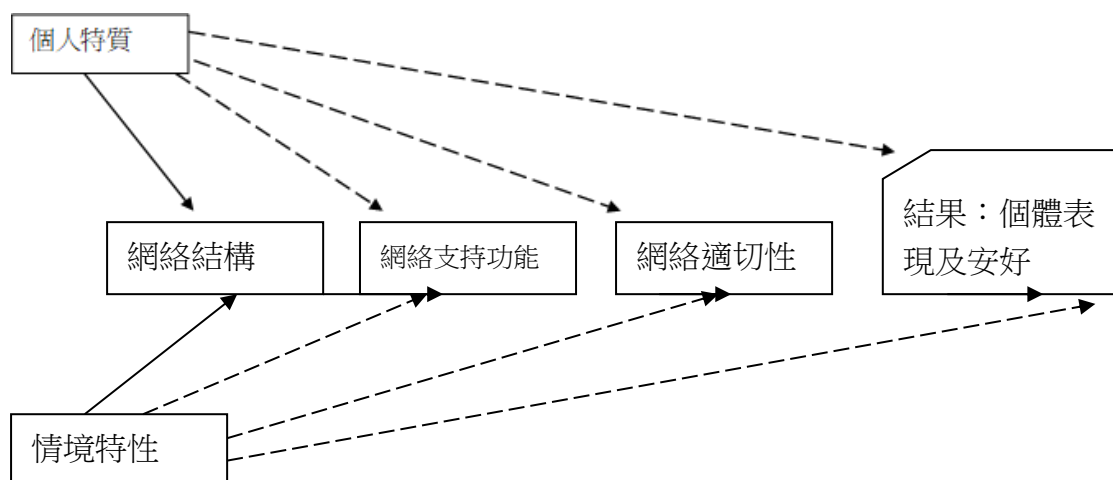 個人特質
網絡結構
網絡支持功能
網絡適切性
結果：個體表
現及安好
情境特性